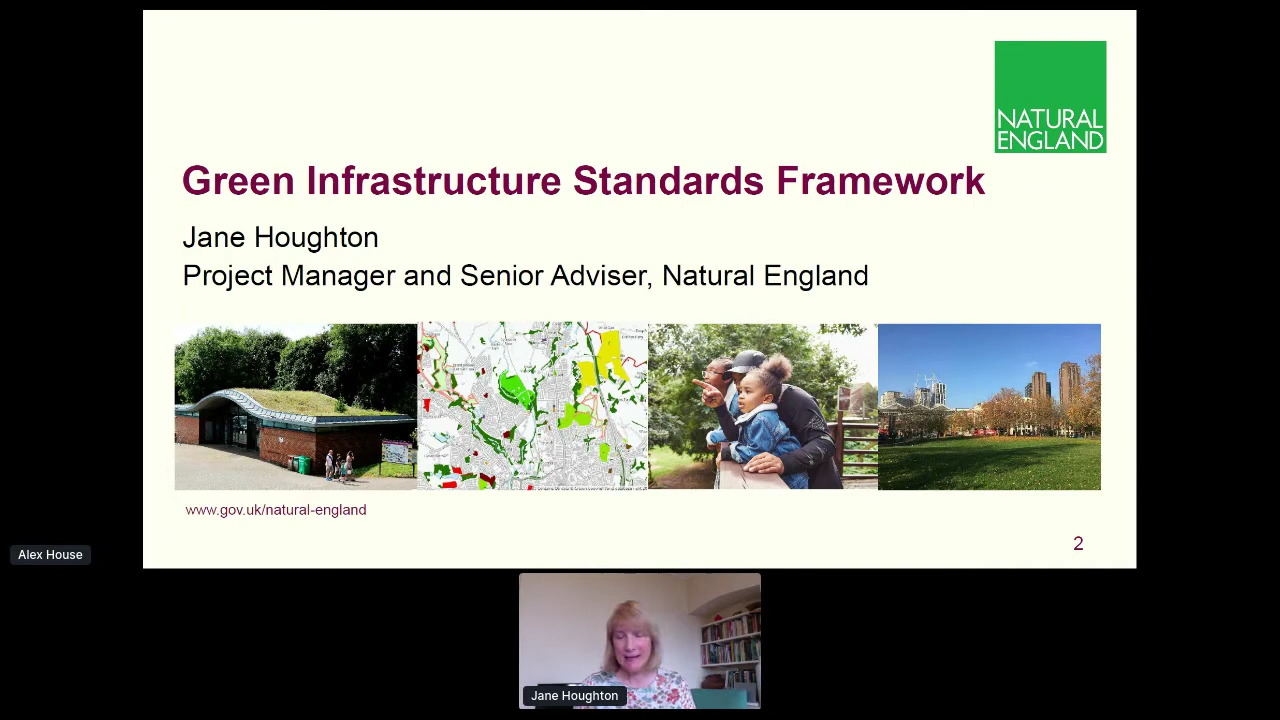 NATURAL
ENGLAND
Green Infrastructure Standards Framework
Jane Houghton
Project Manager and Senior Adviser, Natural England
www.gov.uk/natural-england
2
Alex House
Jane Houghton